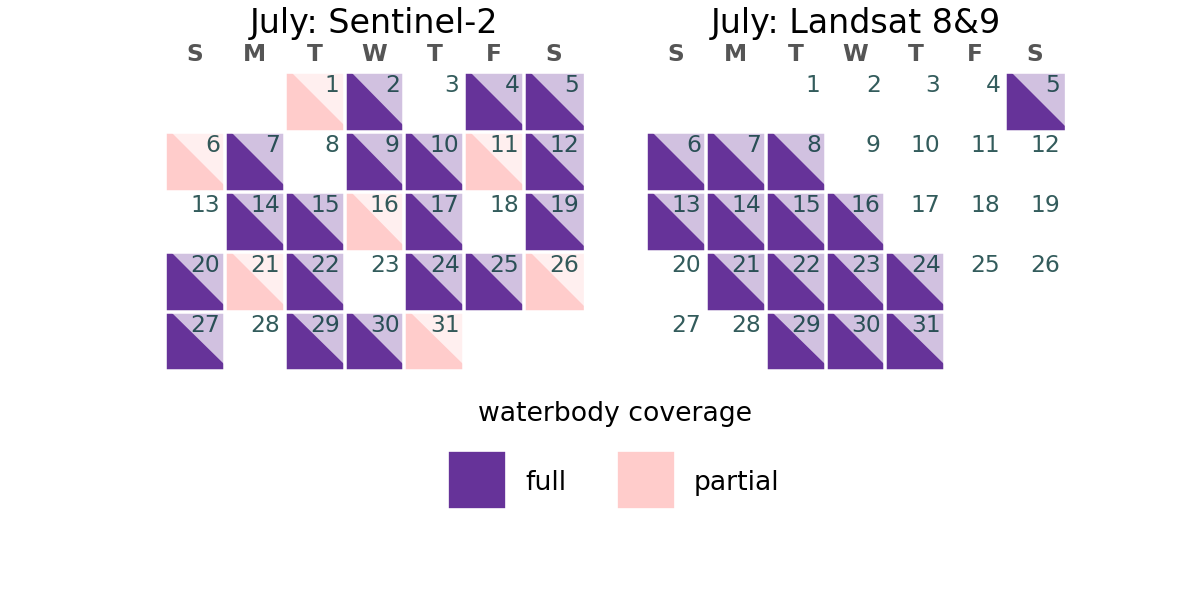 July: Sentinel-2
S M T W T F S
1 2 3 4 5
6 7 8 9 10 11 12
13 14 15 16 17 18 19
20 21 22 23 24 25 26
27 28 29 30 31
July: Landsat 8&9
S M T W T F S
1 2 3 4 5
6 7 8 9 10 11 12
13 14 15 16 17 18 19
20 21 22 23 24 25 26
27 28 29 30 31
waterbody coverage
full partial